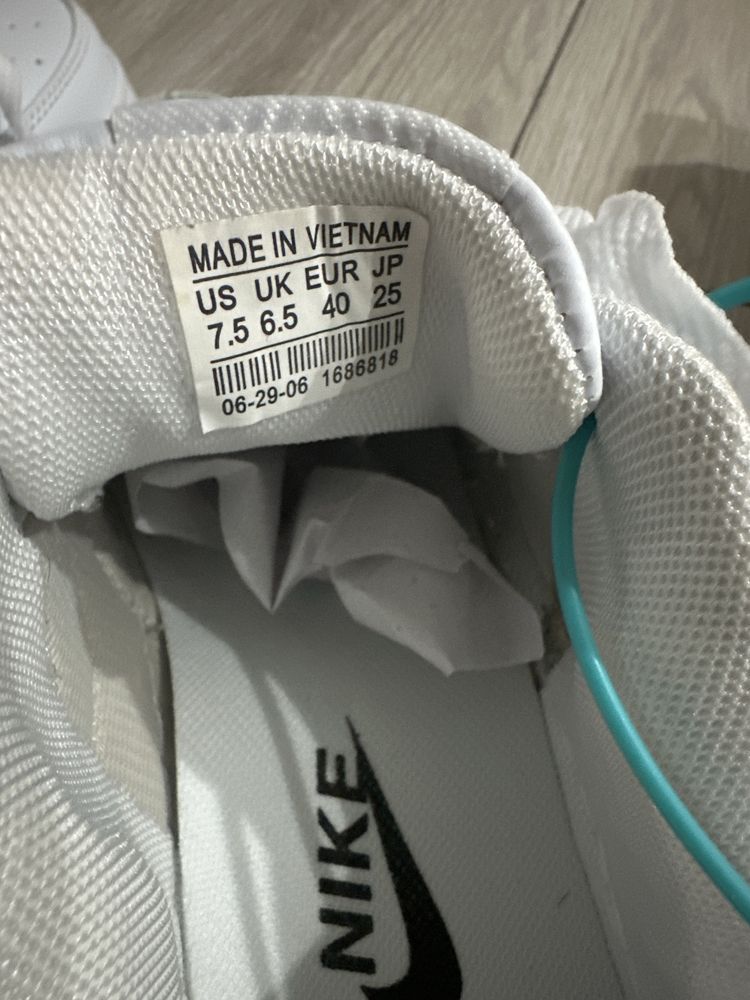 MADE IN VIETNAM
US UK EUR JP
7.5 6.5 40 25
06-29-06 1686818
NIKE